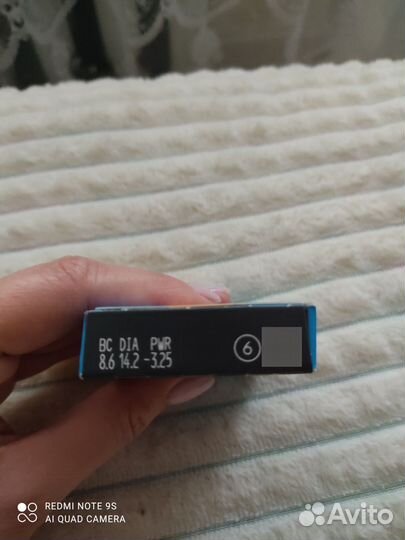 BC DIA PWR
8.6 14.2 -3.25
6
REDMI NOTE 9S
AI QUAD CAMERA
Avito